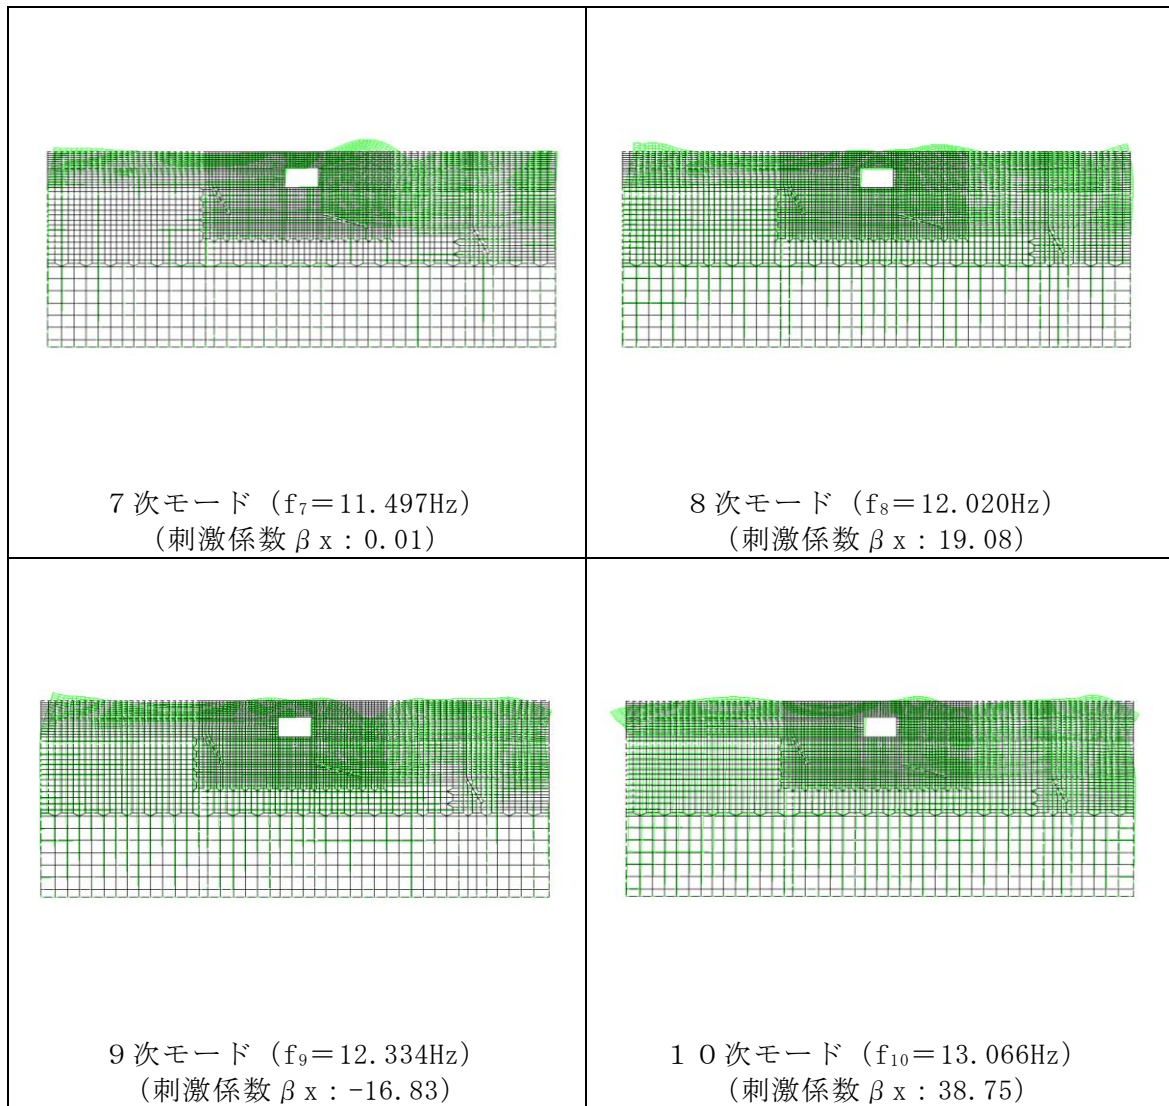 7次モード (f₇＝11.497Hz)
(刺激係数βx：0.01)
8次モード (f₈＝12.020Hz)
(刺激係数βx：19.08)
9次モード (f₉＝12.334Hz)
(刺激係数βx：-16.83)
１０次モード (f₁₀＝13.066Hz)
(刺激係数βx：38.75)